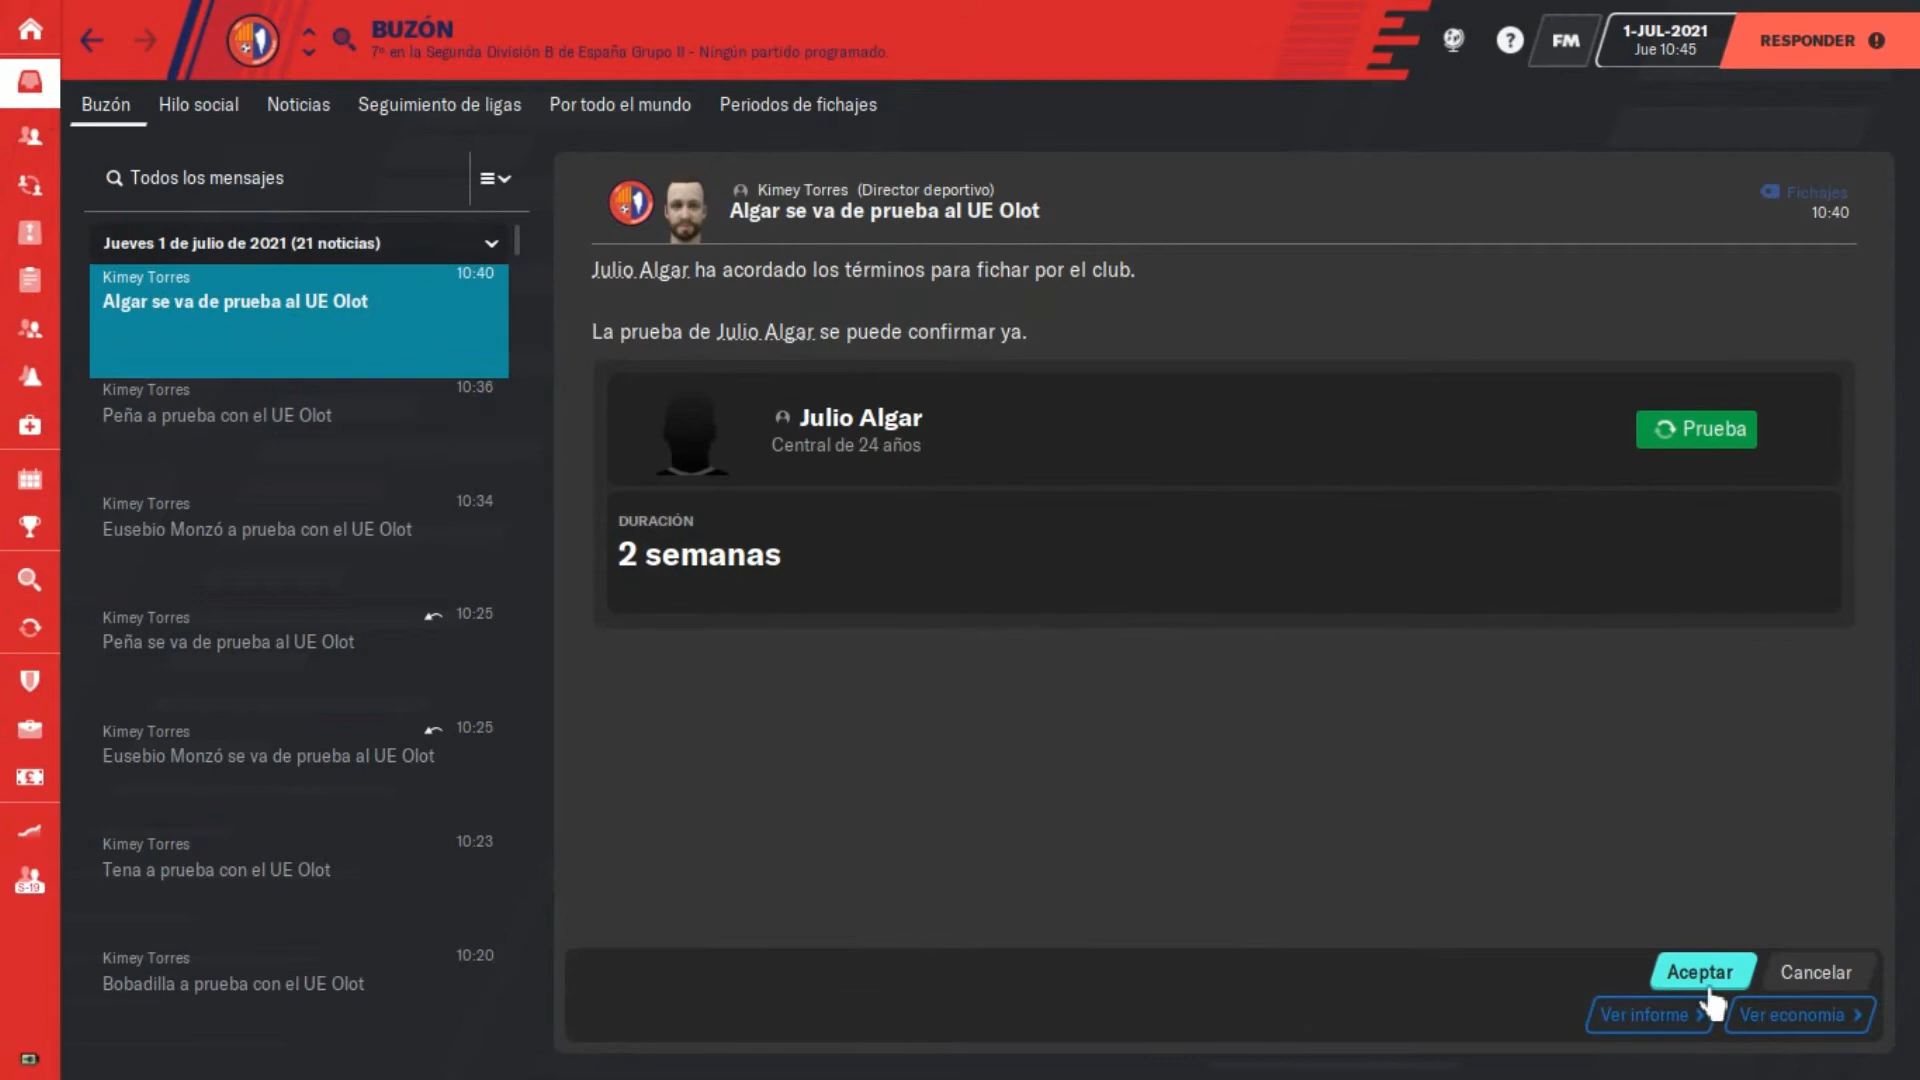 BUZÓN
7º en la Segunda División B de España Grupo II - Ningún partido programado.
FM
1-JUL-2021
Jue 10:45
RESPONDER
Buzón
Hilo social
Noticias
Seguimiento de ligas
Por todo el mundo
Periodos de fichajes
Todos los mensajes
Jueves 1 de julio de 2021 (21 noticias)
Kimey Torres 10:40
Algar se va de prueba al UE Olot
Kimey Torres 10:36
Peña a prueba con el UE Olot
Kimey Torres 10:34
Eusebio Monzó a prueba con el UE Olot
Kimey Torres 10:25
Peña se va de prueba al UE Olot
Kimey Torres 10:25
Eusebio Monzó se va de prueba al UE Olot
Kimey Torres 10:23
Tena a prueba con el UE Olot
Kimey Torres 10:20
Bobadilla a prueba con el UE Olot
S-19
Kimey Torres (Director deportivo)
Algar se va de prueba al UE Olot
Fichajes
10:40
Julio Algar ha acordado los términos para fichar por el club.
La prueba de Julio Algar se puede confirmar ya.
Julio Algar
Central de 24 años
Prueba
DURACIÓN
2 semanas
Aceptar
Cancelar
Ver informe
Ver economía